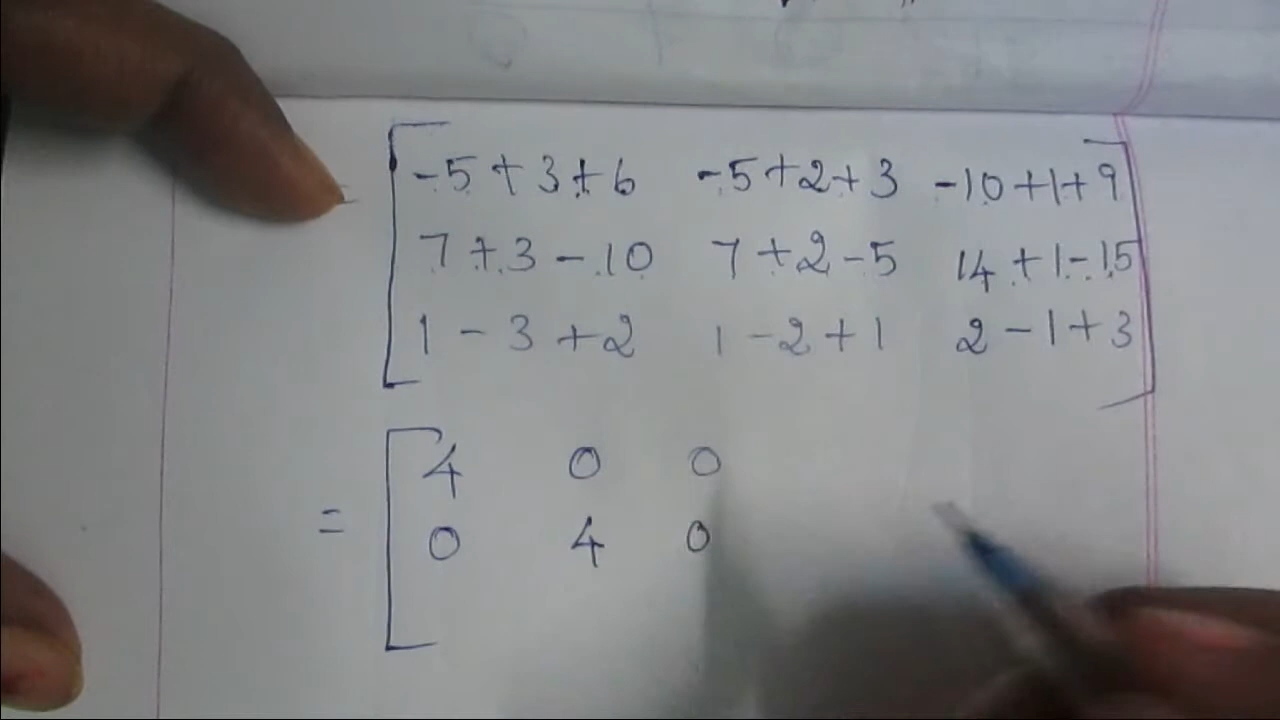 -5+3+6 -5+2+3 -10+1+9
7+3-10 7+2-5 14+1-15
1-3+2 1-2+1 2-1+3
= 4 0 0
0 4 0